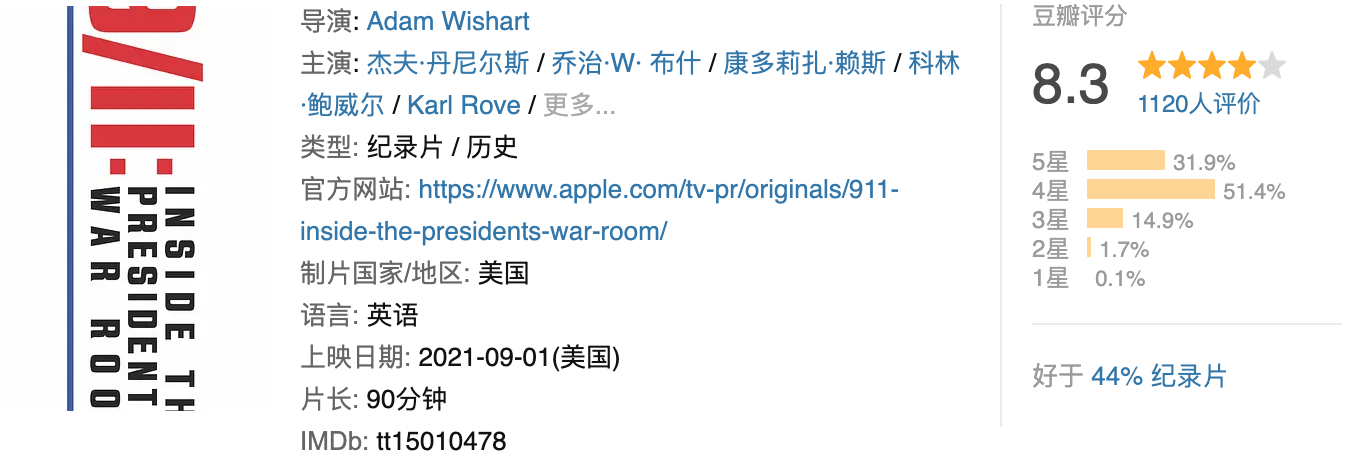 9/11:
INSIDE TH
PRESIDENT
WAR ROO
导演: Adam Wishart
主演: 杰夫·丹尼尔斯 / 乔治·W· 布什 / 康多莉扎·赖斯 / 科林
·鲍威尔 / Karl Rove / 更多...
类型: 纪录片 / 历史
官方网站: https://www.apple.com/tv-pr/originals/911-
inside-the-presidents-war-room/
制片国家/地区: 美国
语言: 英语
上映日期: 2021-09-01(美国)
片长: 90分钟
IMDb: tt15010478
豆瓣评分
8.3
1120人评价
5星 31.9%
4星 51.4%
3星 14.9%
2星 1.7%
1星 0.1%
好于 44% 纪录片